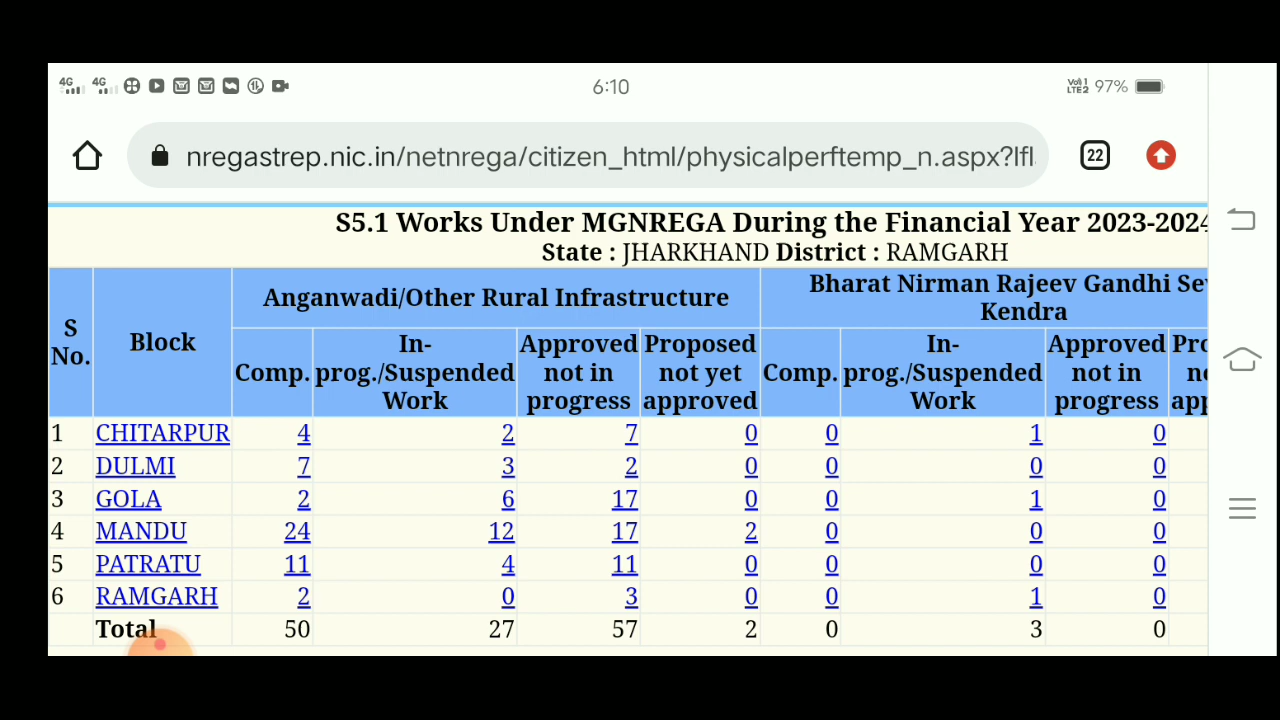 4G 4G 6:10 Vo) 1 LTE2 97%
nregastrep.nic.in/netnrega/citizen_html/physicalperftemp_n.aspx?lfl 22
S5.1 Works Under MGNREGA During the Financial Year 2023-2024
State : JHARKHAND District : RAMGARH
S No. Block Anganwadi/Other Rural Infrastructure Bharat Nirman Rajeev Gandhi Se
Kendra
Comp. In-prog./Suspended Work Approved not in progress Proposed not yet approved Comp. In-prog./Suspended Work Approved not in progress
1 CHITARPUR 4 2 7 0 0 1 0
2 DULMI 7 3 2 0 0 0 0
3 GOLA 2 6 17 0 0 1 0
4 MANDU 24 12 17 2 0 0 0
5 PATRATU 11 4 11 0 0 0 0
6 RAMGARH 2 0 3 0 0 1 0
Total 50 27 57 2 0 3 0